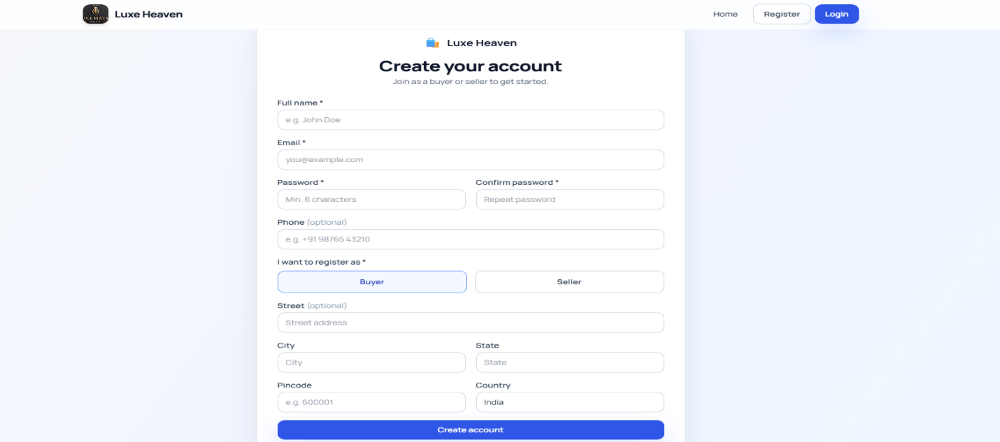 Luxe Heaven Home Register Login
Luxe Heaven
Create your account
Join as a buyer or seller to get started.
Full name *
e.g. John Doe
Email *
you@example.com
Password * Confirm password *
Min. 6 characters Repeat password
Phone (optional)
e.g. +91 98765 43210
I want to register as *
Buyer Seller
Street (optional)
Street address
City State
City State
Pincode Country
e.g. 600001 India
Create account